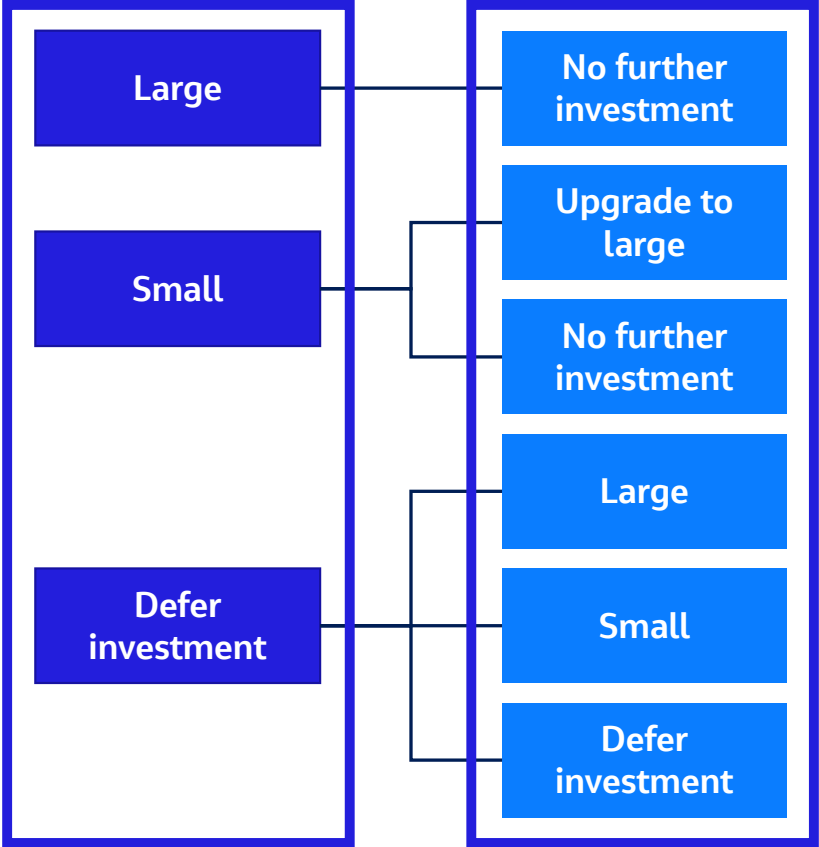 Large
No further
investment
Small
Upgrade to
large
No further
investment
Defer
investment
Large
Small
Defer
investment